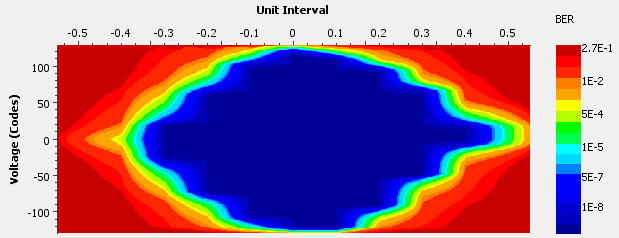 Unit Interval
BER
-0.5 -0.4 -0.3 -0.2 -0.1 0 0.1 0.2 0.3 0.4 0.5
Voltage (Codes)
100
50
0
-50
-100
2.7E-1
1E-2
5E-4
1E-5
5E-7
1E-8